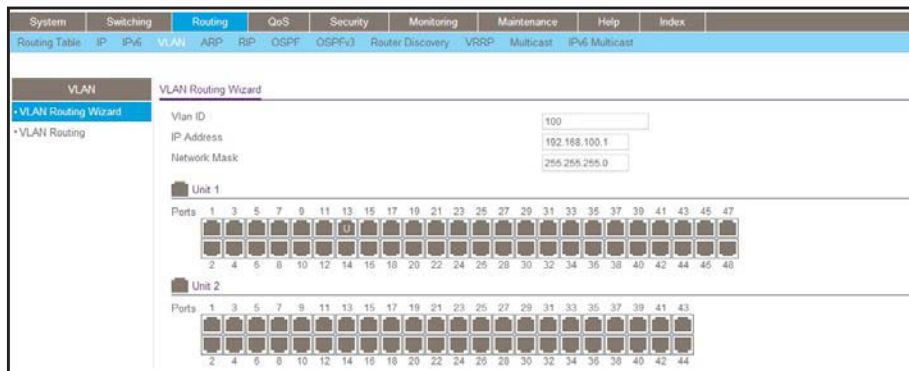 System Switching Routing QoS Security Monitoring Maintenance Help Index
Routing Table IP IPv6 VLAN ARP RIP OSPF OSPFv3 Router Discovery VRRP Multicast IPv6 Multicast
VLAN
• VLAN Routing Wizard
• VLAN Routing
VLAN Routing Wizard
Vlan ID 100
IP Address 192.168.100.1
Network Mask 255.255.255.0
Unit 1
Ports 1 3 5 7 9 11 13 15 17 19 21 23 25 27 29 31 33 35 37 39 41 43 45 47
U
2 4 6 8 10 12 14 16 18 20 22 24 26 28 30 32 34 36 38 40 42 44 46 48
Unit 2
Ports 1 3 5 7 9 11 13 15 17 19 21 23 25 27 29 31 33 35 37 39 41 43
2 4 6 8 10 12 14 16 18 20 22 24 26 28 30 32 34 36 38 40 42 44